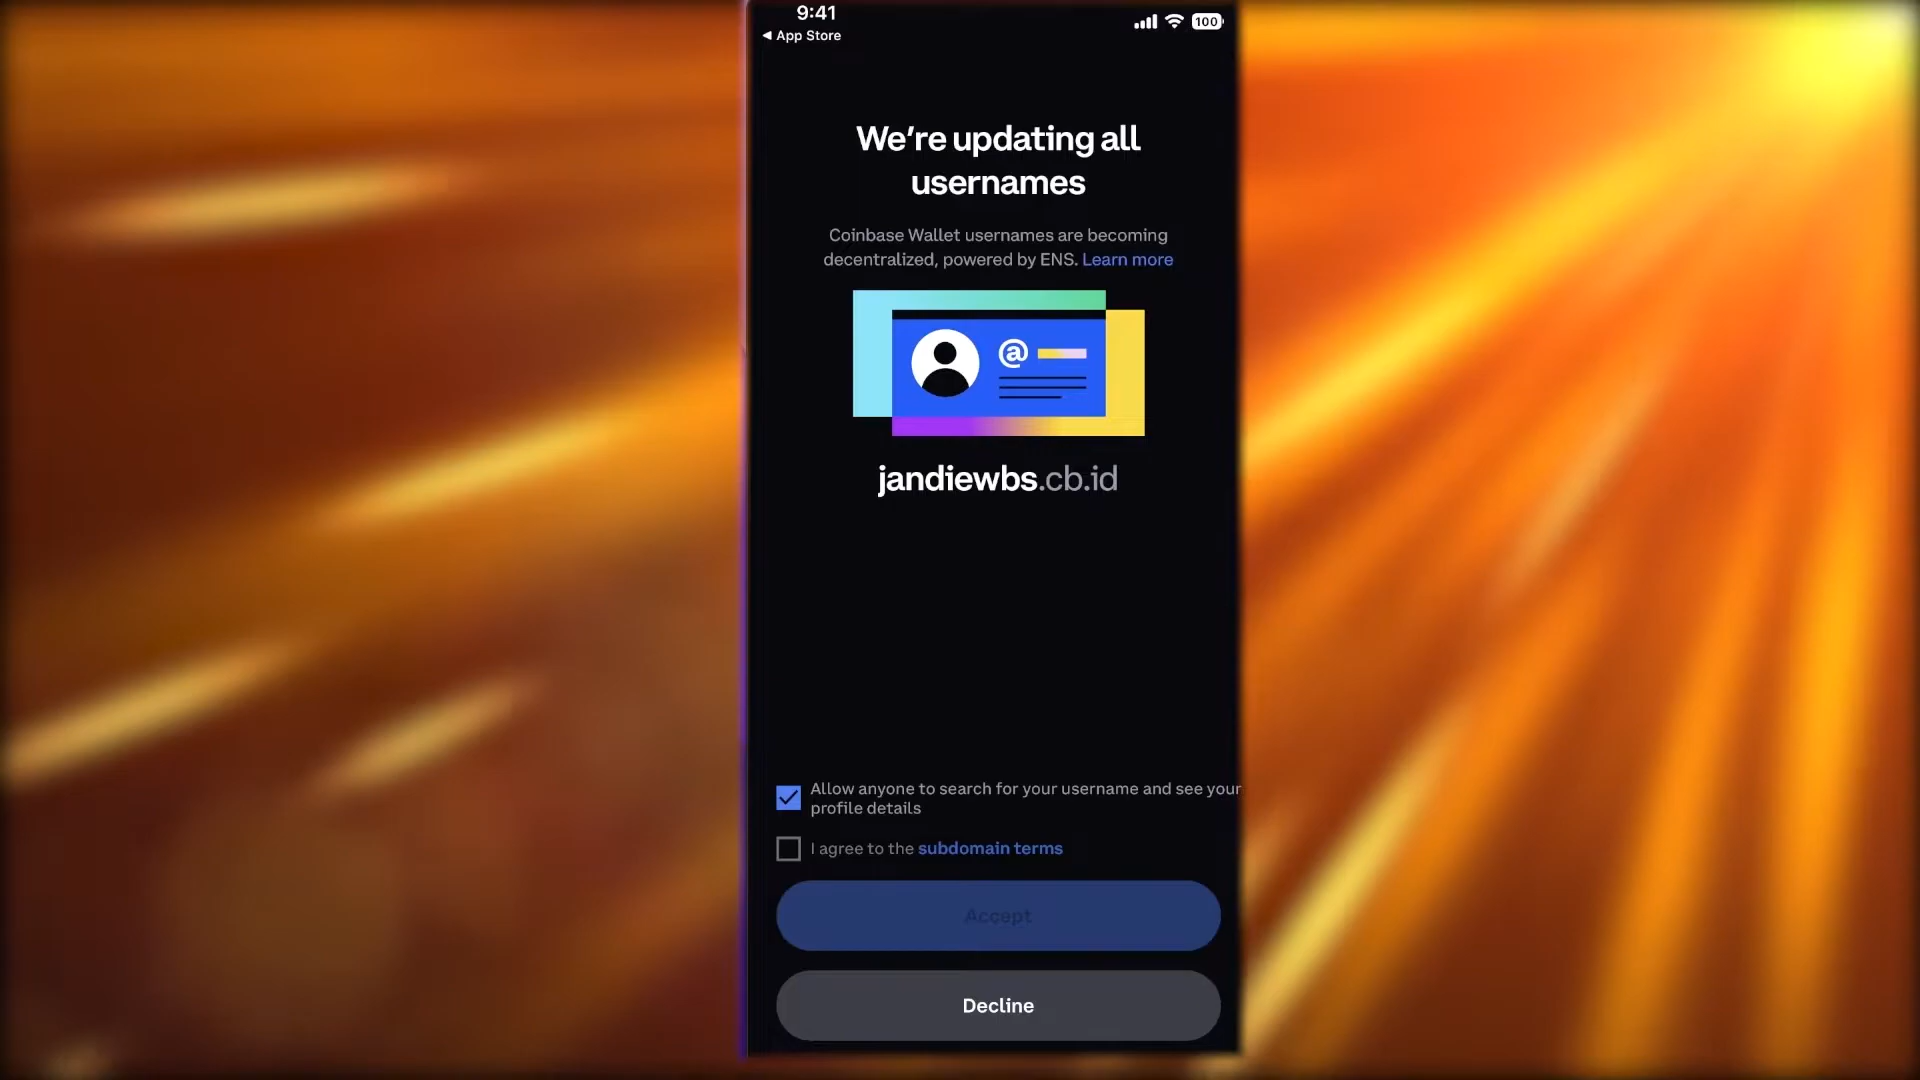 9:41
◀ App Store
100
We're updating all
usernames
Coinbase Wallet usernames are becoming
decentralized, powered by ENS. Learn more
@
jandiewbs.cb.id
Allow anyone to search for your username and see your
profile details
I agree to the subdomain terms
Accept
Decline